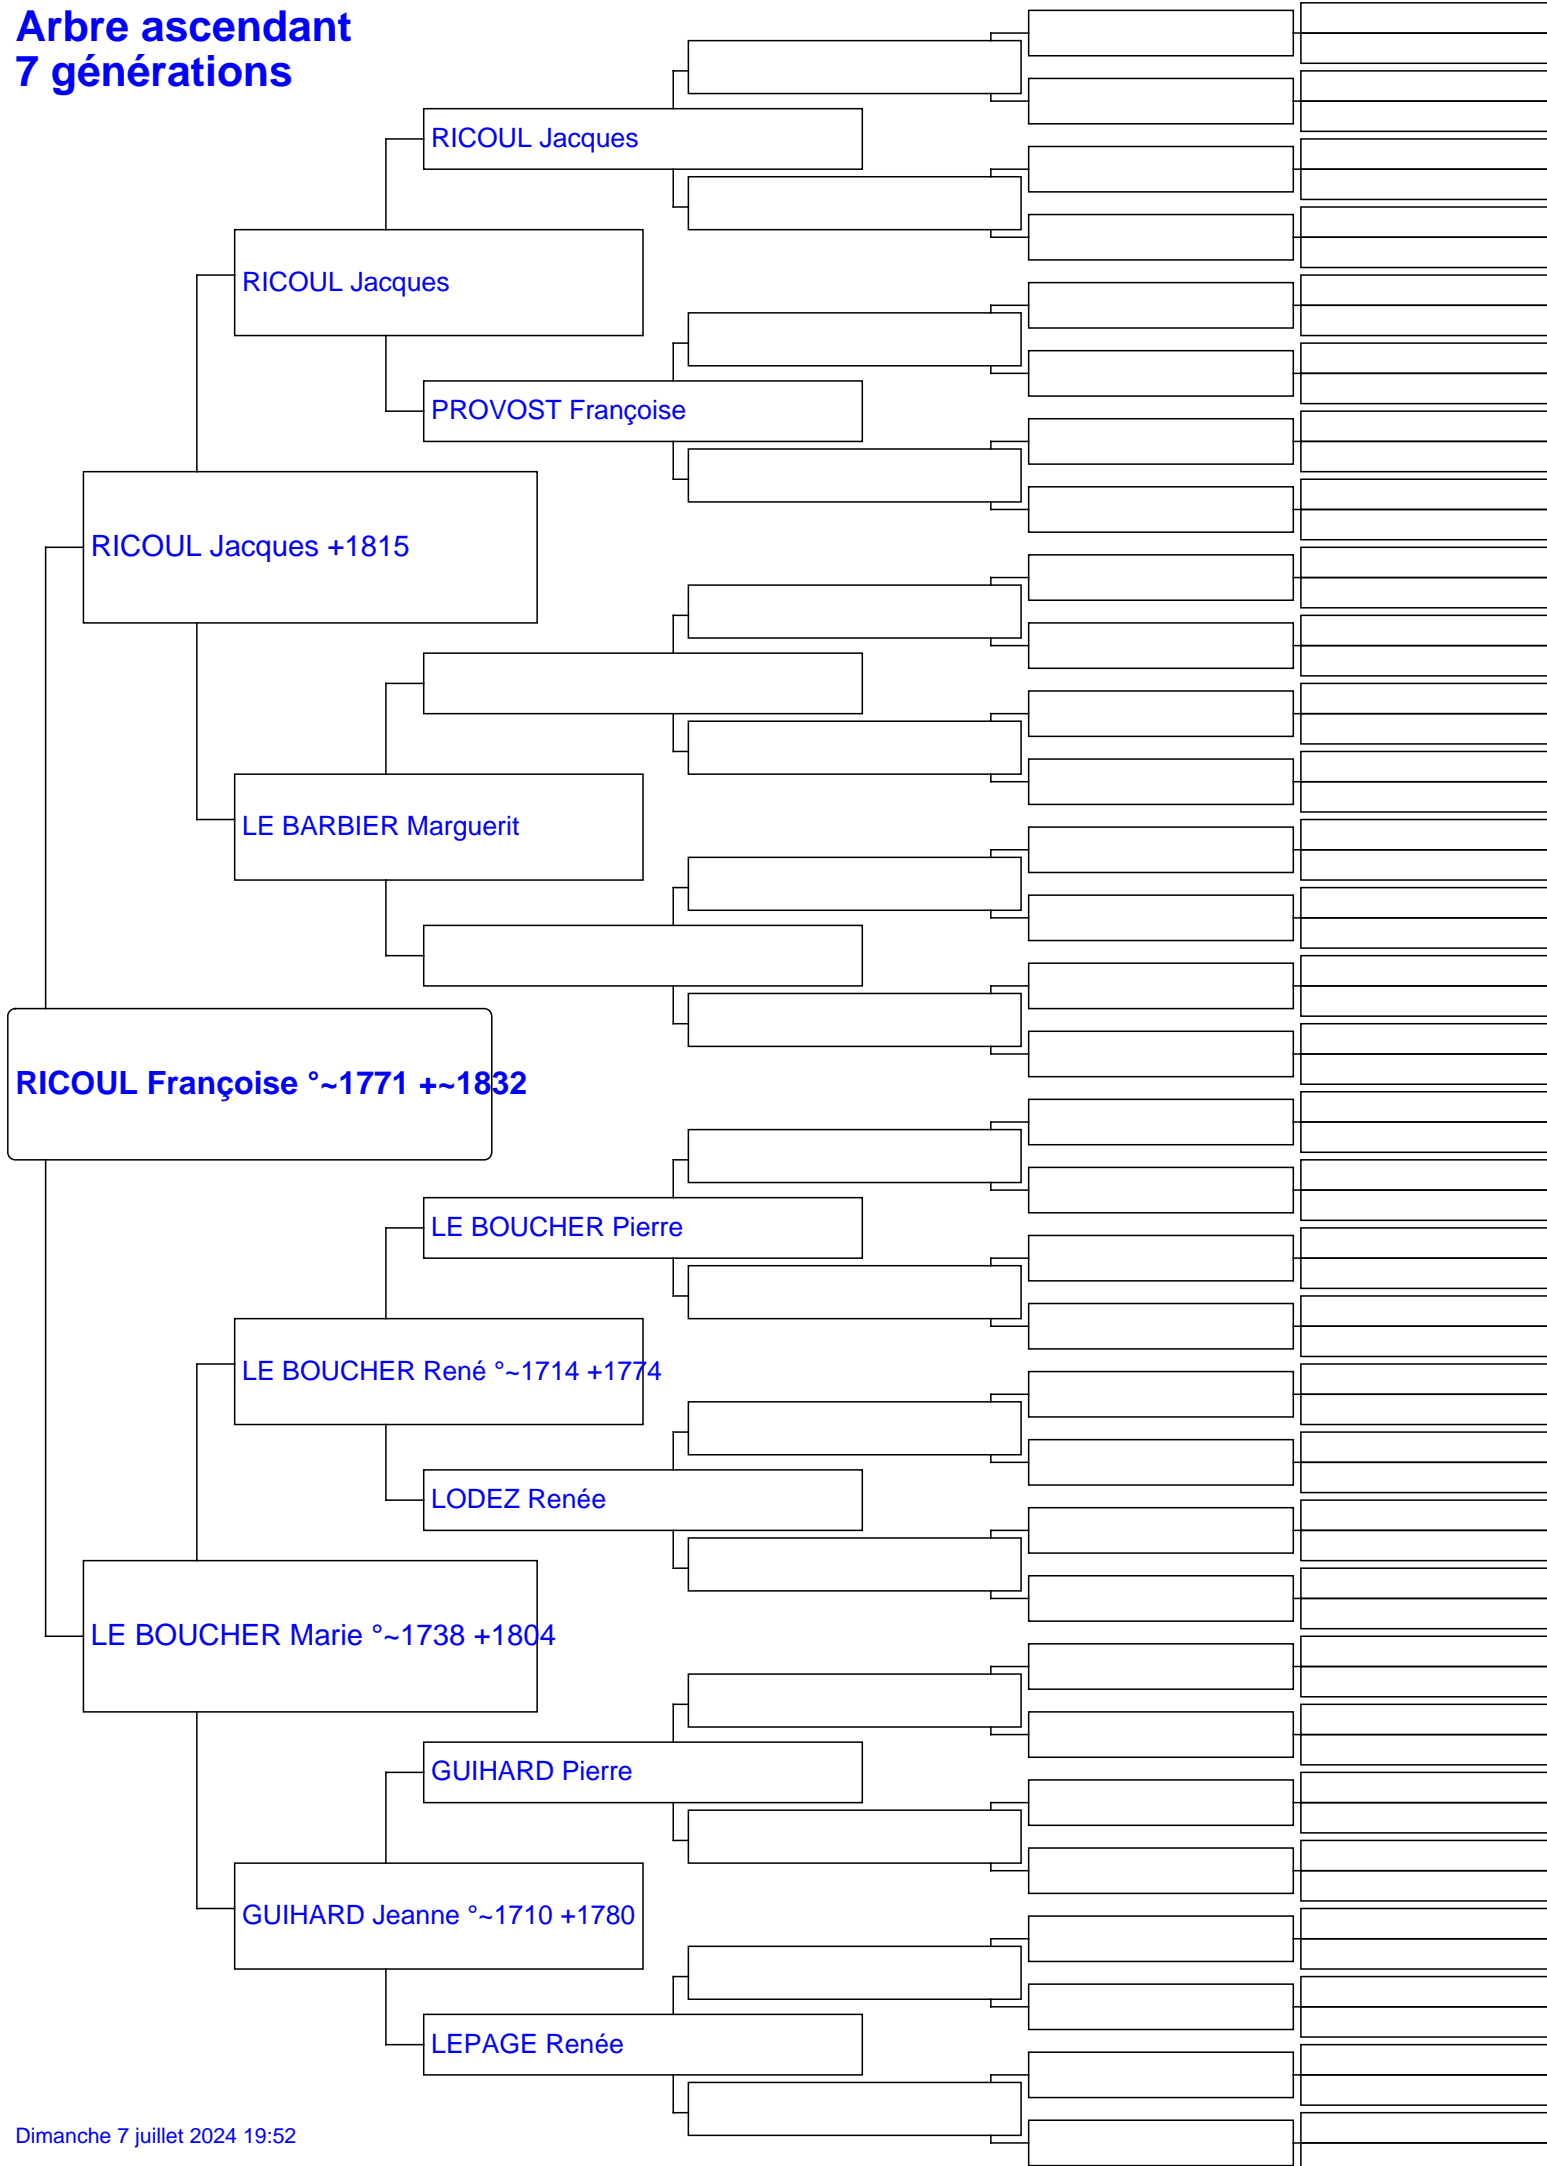 Arbre ascendant
7 générations
RICOUL Jacques
RICOUL Jacques
PROVOST Françoise
RICOUL Jacques +1815
LE BARBIER Marguerit
RICOUL Françoise °~1771 +~1832
LE BOUCHER Pierre
LE BOUCHER René °~1714 +1774
LODEZ Renée
LE BOUCHER Marie °~1738 +1804
GUIHARD Pierre
GUIHARD Jeanne °~1710 +1780
LEPAGE Renée
Dimanche 7 juillet 2024 19:52